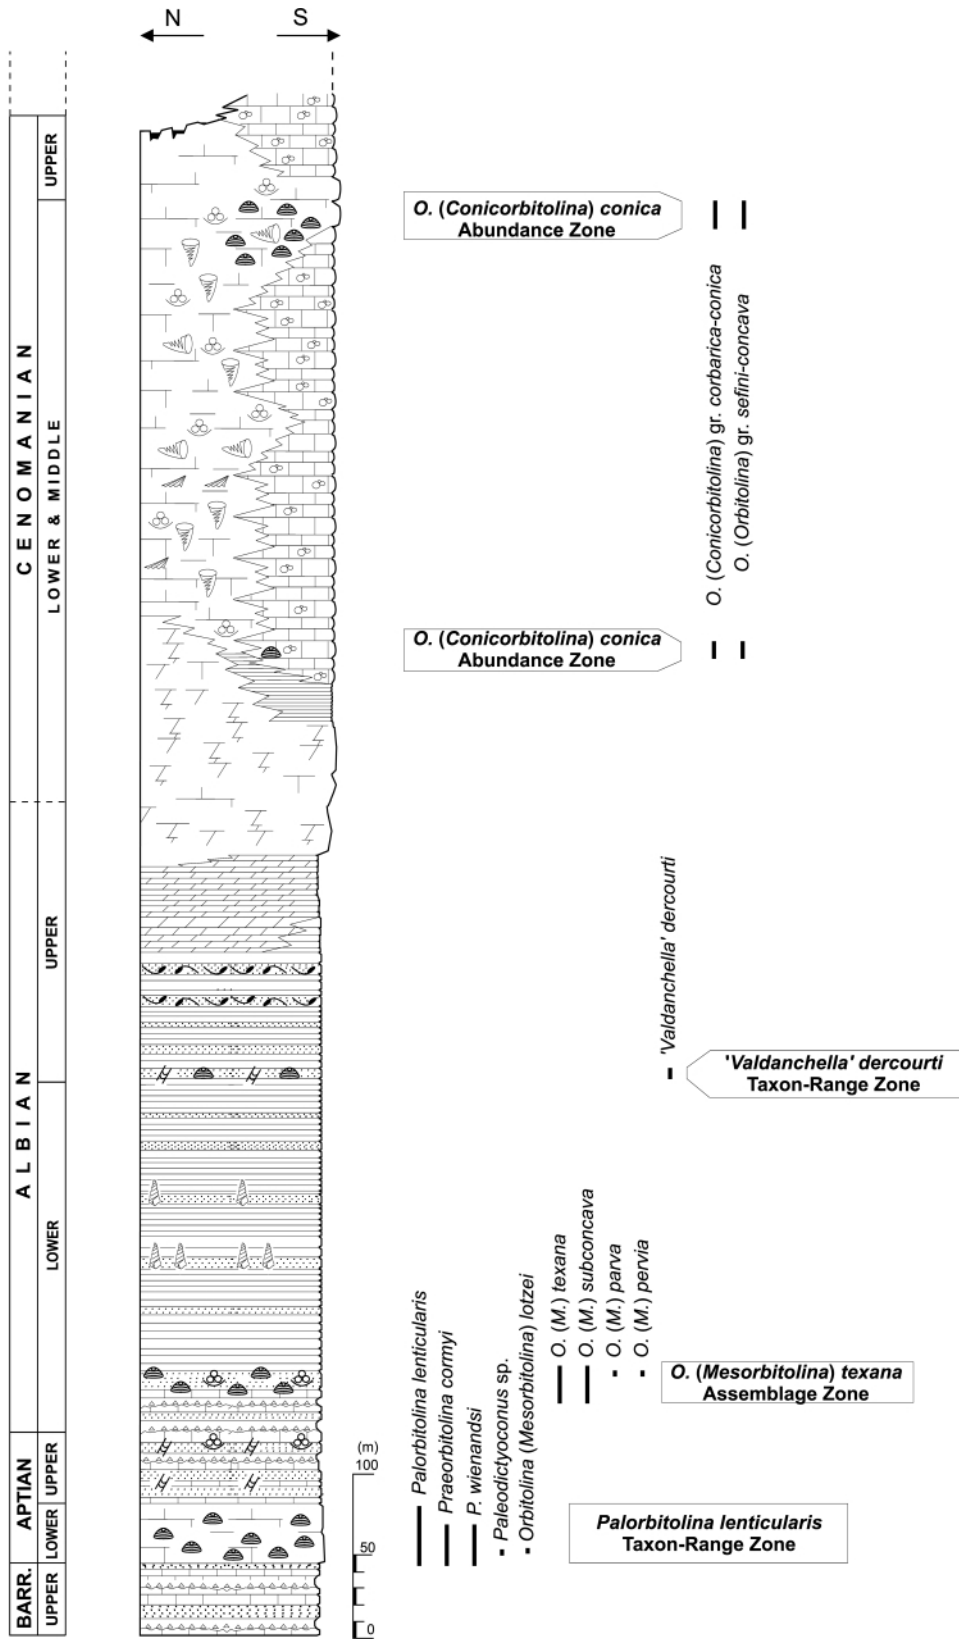 N
S
UPPER
CENOMANIAN
LOWER & MIDDLE
O. (Conicorbitolina) conica
Abundance Zone
O. (Conicorbitolina) gr. corbarica-conica
O. (Orbitolina) gr. sefini-concava
O. (Conicorbitolina) conica
Abundance Zone
ALBIAN
UPPER
'Valdanchella' dercourti
'Valdanchella' dercourti
Taxon-Range Zone
LOWER
Palorbitolina lenticularis
Praeorbitolina cormyi
P. wienandsi
Paleodictyoconus sp.
Orbitolina (Mesorbitolina) lotzei
O. (M.) texana
O. (M.) subconcava
O. (M.) parva
O. (M.) pervia
O. (Mesorbitolina) texana
Assemblage Zone
APTIAN
UPPER
LOWER
(m)
100
50
0
Palorbitolina lenticularis
Taxon-Range Zone
BARR.
UPPER